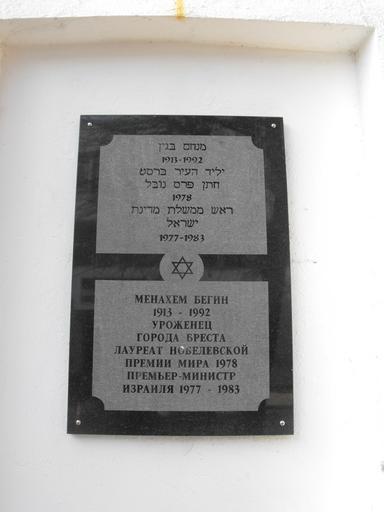 מנחם בגין
1913-1992
יליד העיר ברסט
חתן פרס נובל
1978
ראש ממשלת מדינת
ישראל
1977-1983
МЕНАХЕМ БЕГИН
1913 - 1992
УРОЖЕНЕЦ
ГОРОДА БРЕСТА
ЛАУРЕАТ НОБЕЛЕВСКОЙ
ПРЕМИИ МИРА 1978
ПРЕМЬЕР-МИНИСТР
ИЗРАИЛЯ 1977 - 1983